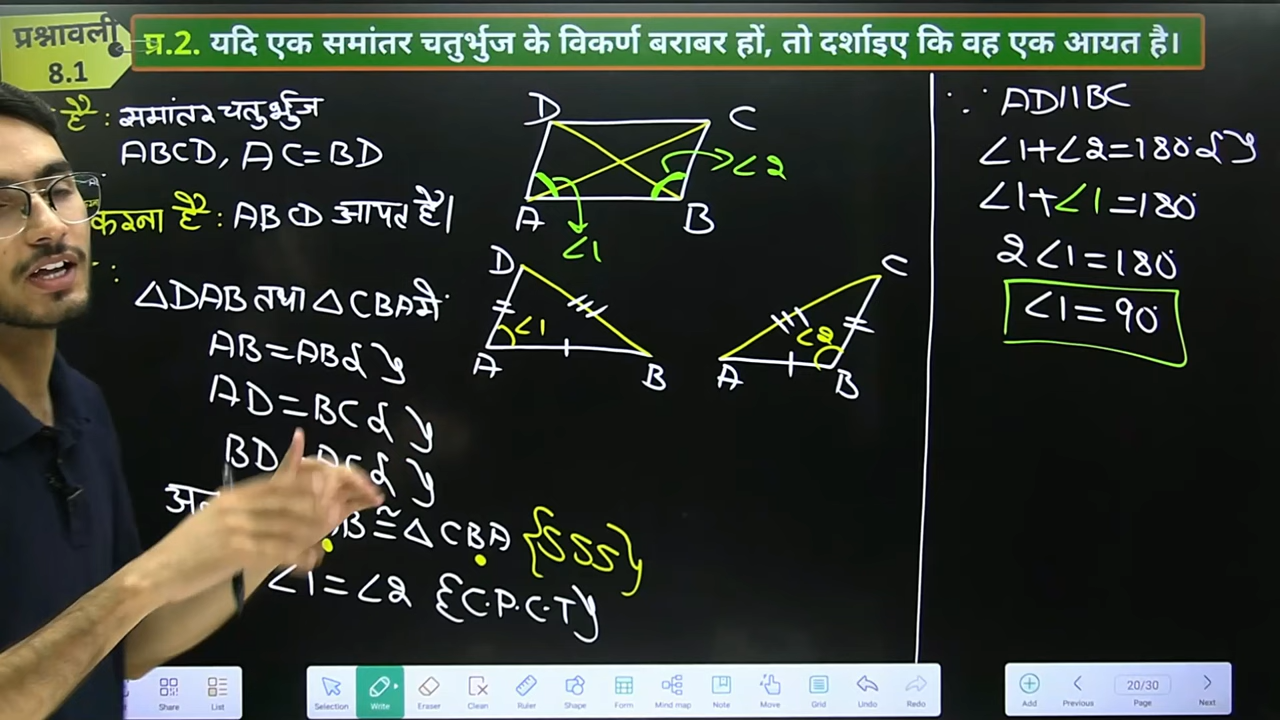 प्रश्नावली
8.1
प्र.2. यदि एक समांतर चतुर्भुज के विकर्ण बराबर हों, तो दर्शाइए कि वह एक आयत है।
है : समांतर चतुर्भुज
ABCD, AC=BD
करना है : ABCD आयत है।
:
△DAB तथा △CBA में
AB=AB{ }
AD=BC{ }
BD { }
B≅△CBA {SSS}
∠1=∠2 {C.P.C.T}
D C
A B
∠1
∠2
D
∠1
A B
C
∠2
A B
∵ AD||BC
∠1+∠2=180°{ }
∠1+∠1=180°
2∠1=180°
∠1=90°
Share
List
Selection
Write
Eraser
Clean
Ruler
Shape
Form
Mind map
Note
Move
Grid
Undo
Redo
Add
Previous
20/30
Page
Next